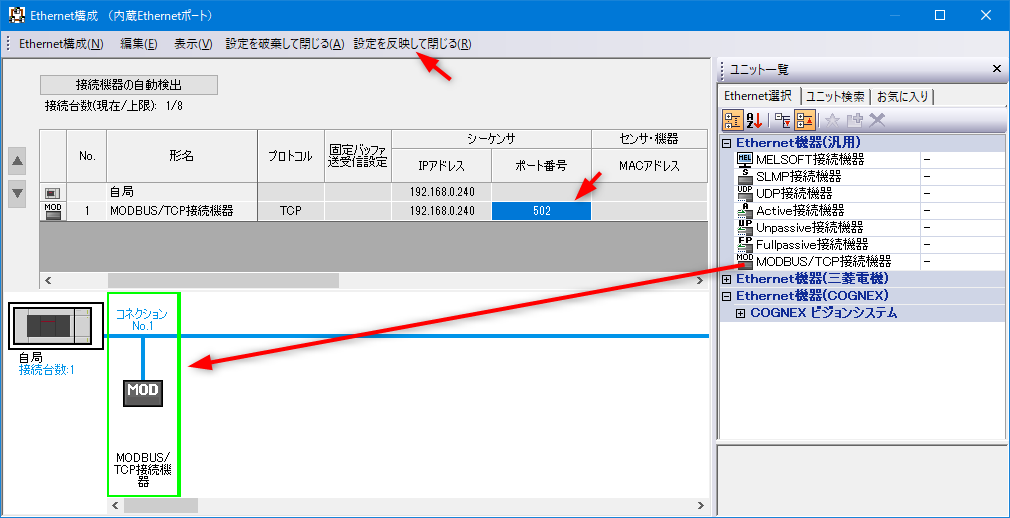 Ethernet構成 （内蔵Ethernetポート）
Ethernet構成(N) 編集(E) 表示(V) 設定を破棄して閉じる(A) 設定を反映して閉じる(R)
接続機器の自動検出
接続台数(現在/上限): 1/8
No. 形名 プロトコル 固定バッファ送受信設定 シーケンサ センサ・機器
IPアドレス ポート番号 MACアドレス
自局 192.168.0.240
MOD 1 MODBUS/TCP接続機器 TCP 192.168.0.240 502
コネクション
No.1
自局
接続台数:1
MOD
MODBUS/
TCP接続機
器
ユニット一覧
Ethernet選択 ユニット検索 お気に入り
Ethernet機器(汎用)
MEL MELSOFT接続機器 -
S SLMP接続機器 -
UDP UDP接続機器 -
A Active接続機器 -
UP Unpassive接続機器 -
FP Fullpassive接続機器 -
MOD MODBUS/TCP接続機器 -
Ethernet機器(三菱電機)
Ethernet機器(COGNEX)
COGNEX ビジョンシステム